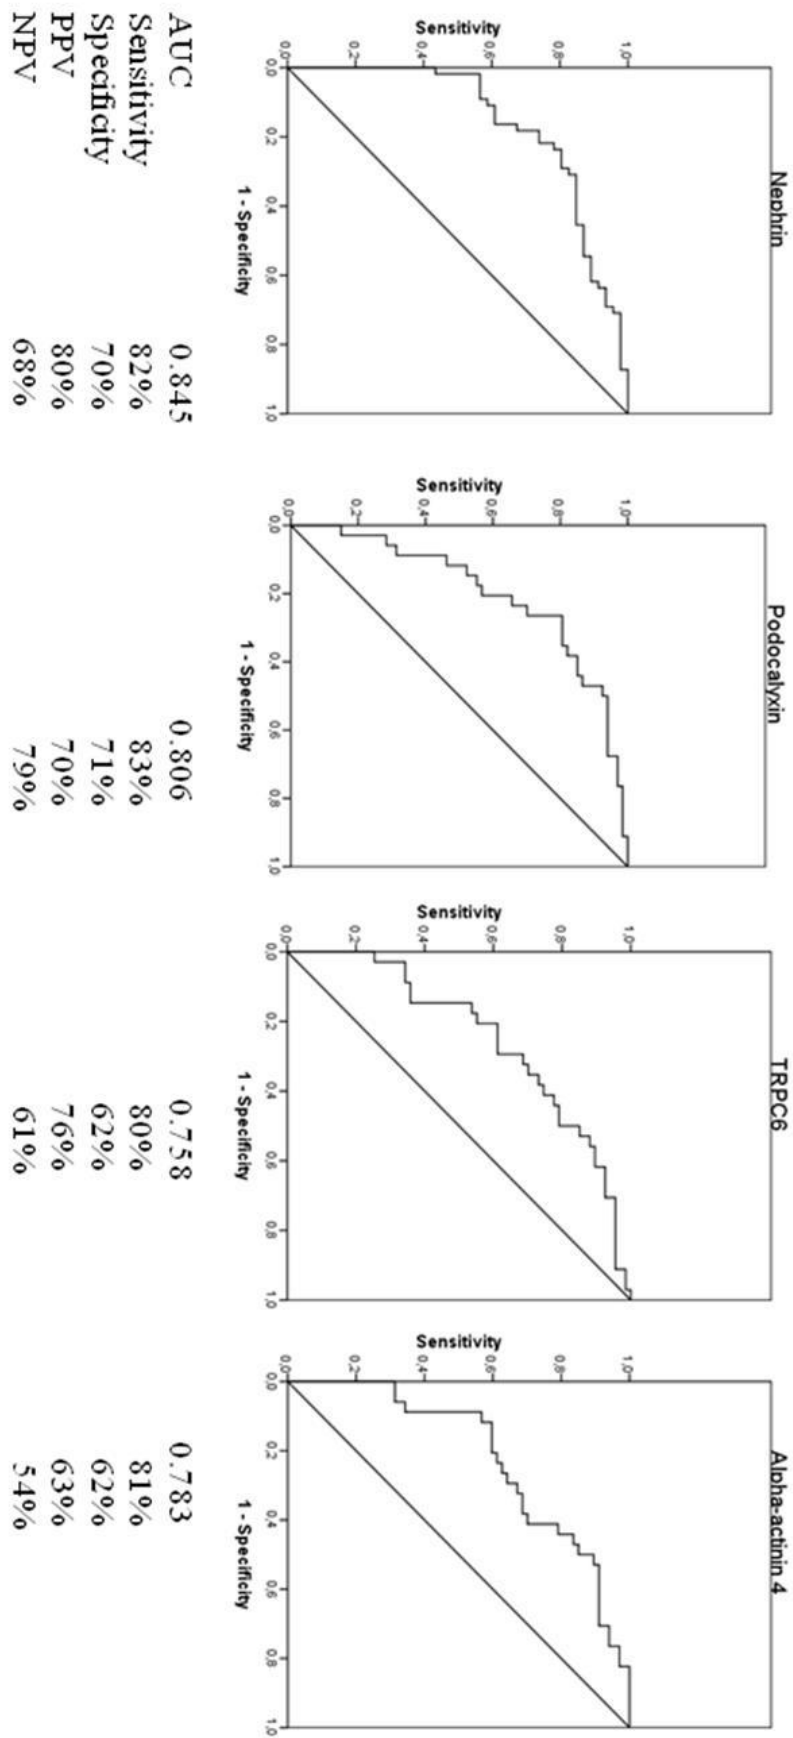 Nephrin
Sensitivity
1,0
0,8
0,6
0,4
0,2
0,0
0,0 0,2 0,4 0,6 0,8 1,0
1 - Specificity
Podocalyxin
Sensitivity
1,0
0,8
0,6
0,4
0,2
0,0
0,0 0,2 0,4 0,6 0,8 1,0
1 - Specificity
TRPC6
Sensitivity
1,0
0,8
0,6
0,4
0,2
0,0
0,0 0,2 0,4 0,6 0,8 1,0
1 - Specificity
Alpha-actinin 4
Sensitivity
1,0
0,8
0,6
0,4
0,2
0,0
0,0 0,2 0,4 0,6 0,8 1,0
1 - Specificity
AUC 0.845 0.806 0.758 0.783
Sensitivity 82% 83% 80% 81%
Specificity 70% 71% 62% 62%
PPV 80% 70% 76% 63%
NPV 68% 79% 61% 54%